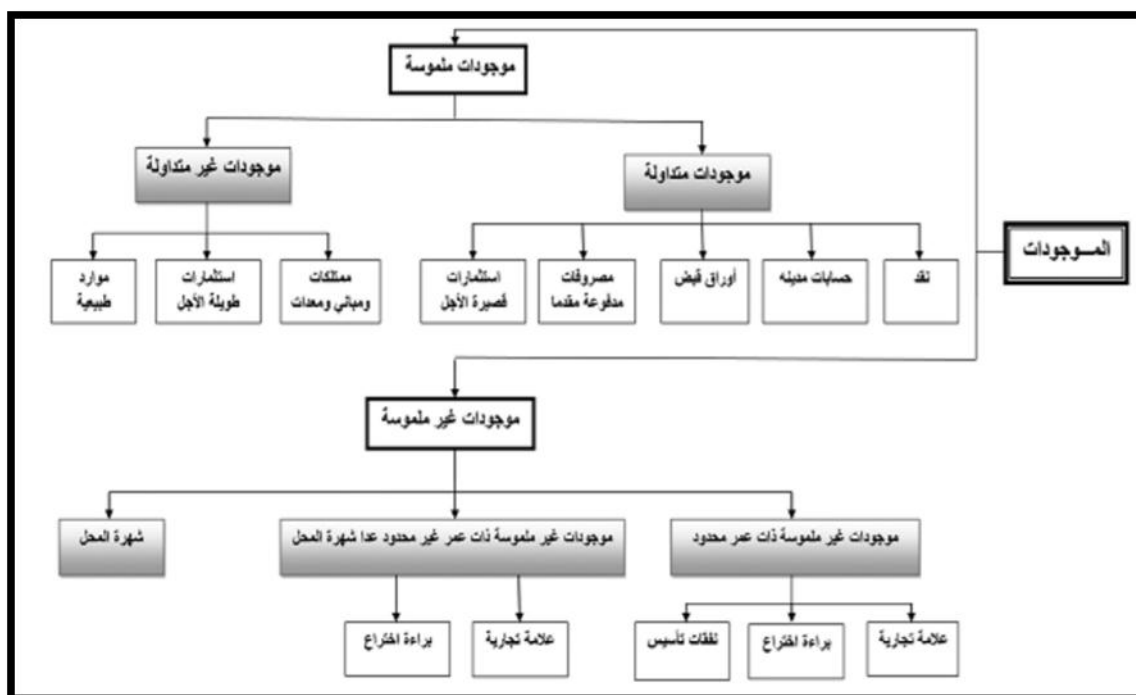 موجودات ملموسة
موجودات متداولة
موجودات غير متداولة
المـــوجودات
نقد
حسابات مدينه
أوراق قبض
مصروفات
مدفوعة مقدما
استثمارات
قصيرة الأجل
ممتلكات
ومباني ومعدات
استثمارات
طويلة الأجل
موارد
طبيعية
موجودات غير ملموسة
موجودات غير ملموسة ذات عمر محدود
موجودات غير ملموسة ذات عمر غير محدود عدا شهرة المحل
شهرة المحل
علامة تجارية
براءة اختراع
نفقات تأسيس
علامة تجارية
براءة اختراع